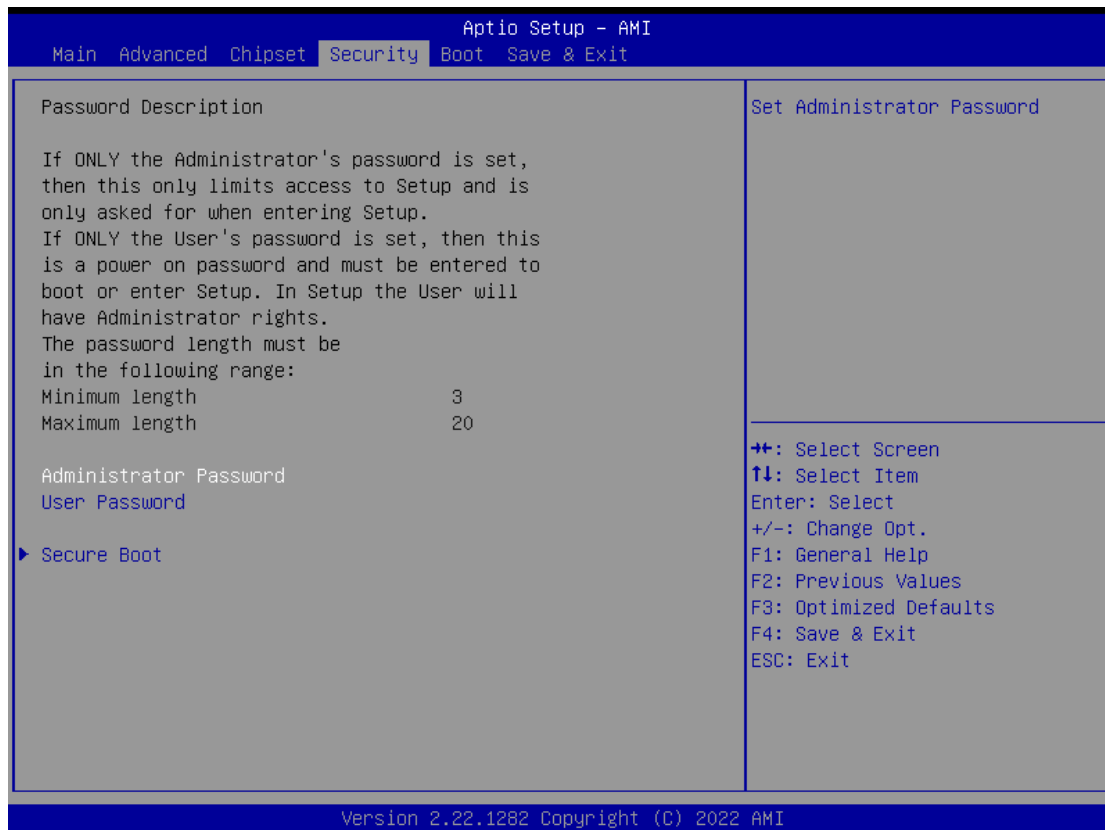 Aptio Setup – AMI
Main Advanced Chipset Security Boot Save & Exit
Password Description
If ONLY the Administrator's password is set,
then this only limits access to Setup and is
only asked for when entering Setup.
If ONLY the User's password is set, then this
is a power on password and must be entered to
boot or enter Setup. In Setup the User will
have Administrator rights.
The password length must be
in the following range:
Minimum length 3
Maximum length 20
Administrator Password
User Password
▶ Secure Boot
Set Administrator Password
→←: Select Screen
↑↓: Select Item
Enter: Select
+/-: Change Opt.
F1: General Help
F2: Previous Values
F3: Optimized Defaults
F4: Save & Exit
ESC: Exit
Version 2.22.1282 Copyright (C) 2022 AMI